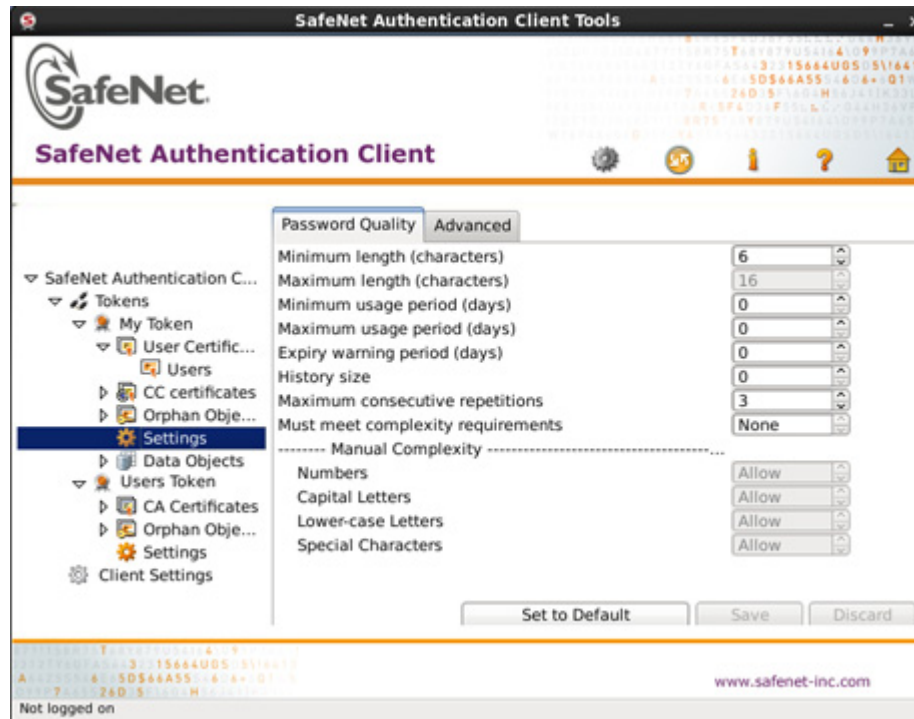 SafeNet Authentication Client Tools
SafeNet.
SafeNet Authentication Client
Password Quality Advanced
SafeNet Authentication C...
Tokens
My Token
User Certific...
Users
CC certificates
Orphan Obje...
Settings
Data Objects
Users Token
CA Certificates
Orphan Obje...
Settings
Client Settings
Minimum length (characters) 6
Maximum length (characters) 16
Minimum usage period (days) 0
Maximum usage period (days) 0
Expiry warning period (days) 0
History size 0
Maximum consecutive repetitions 3
Must meet complexity requirements None
-------- Manual Complexity ---------------------------------------...
Numbers Allow
Capital Letters Allow
Lower-case Letters Allow
Special Characters Allow
Set to Default Save Discard
www.safenet-inc.com
Not logged on